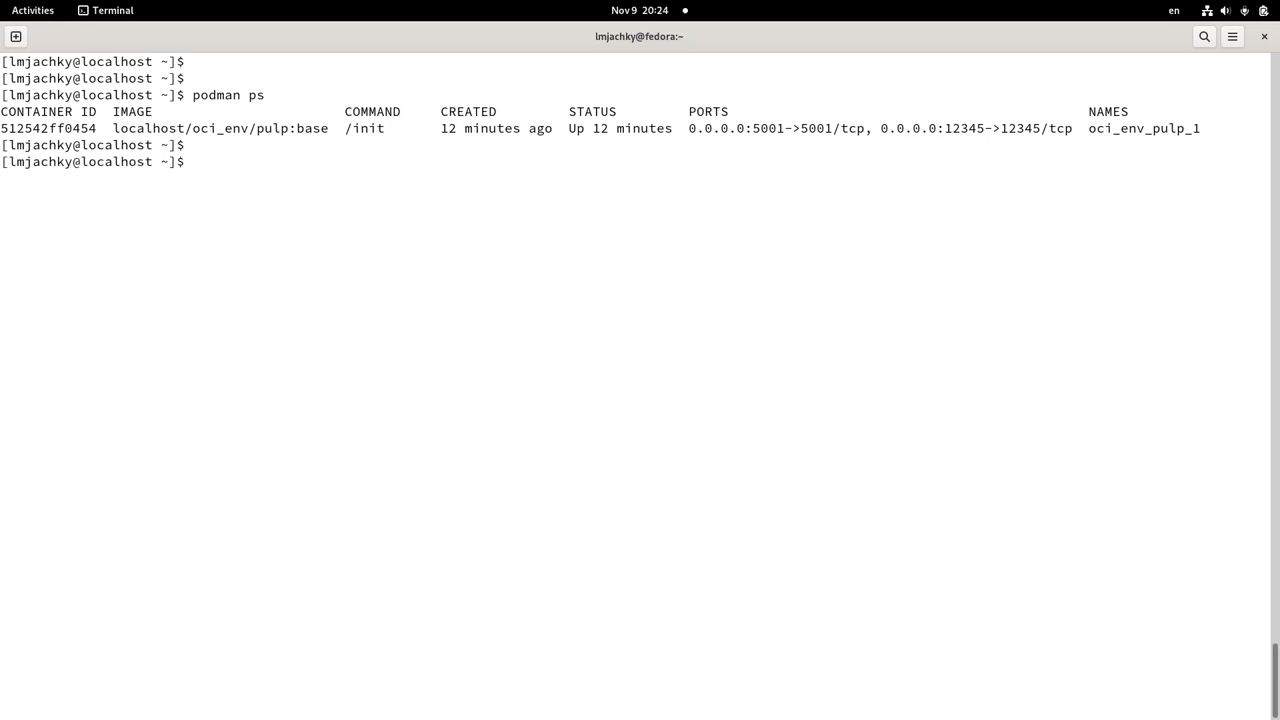 Activities Terminal Nov 9 20:24 en
lmjachky@fedora:~
[lmjachky@localhost ~]$
[lmjachky@localhost ~]$
[lmjachky@localhost ~]$ podman ps
CONTAINER ID  IMAGE                        COMMAND     CREATED         STATUS         PORTS                                             NAMES
512542ff0454  localhost/oci_env/pulp:base  /init       12 minutes ago  Up 12 minutes  0.0.0.0:5001->5001/tcp, 0.0.0.0:12345->12345/tcp  oci_env_pulp_1
[lmjachky@localhost ~]$
[lmjachky@localhost ~]$